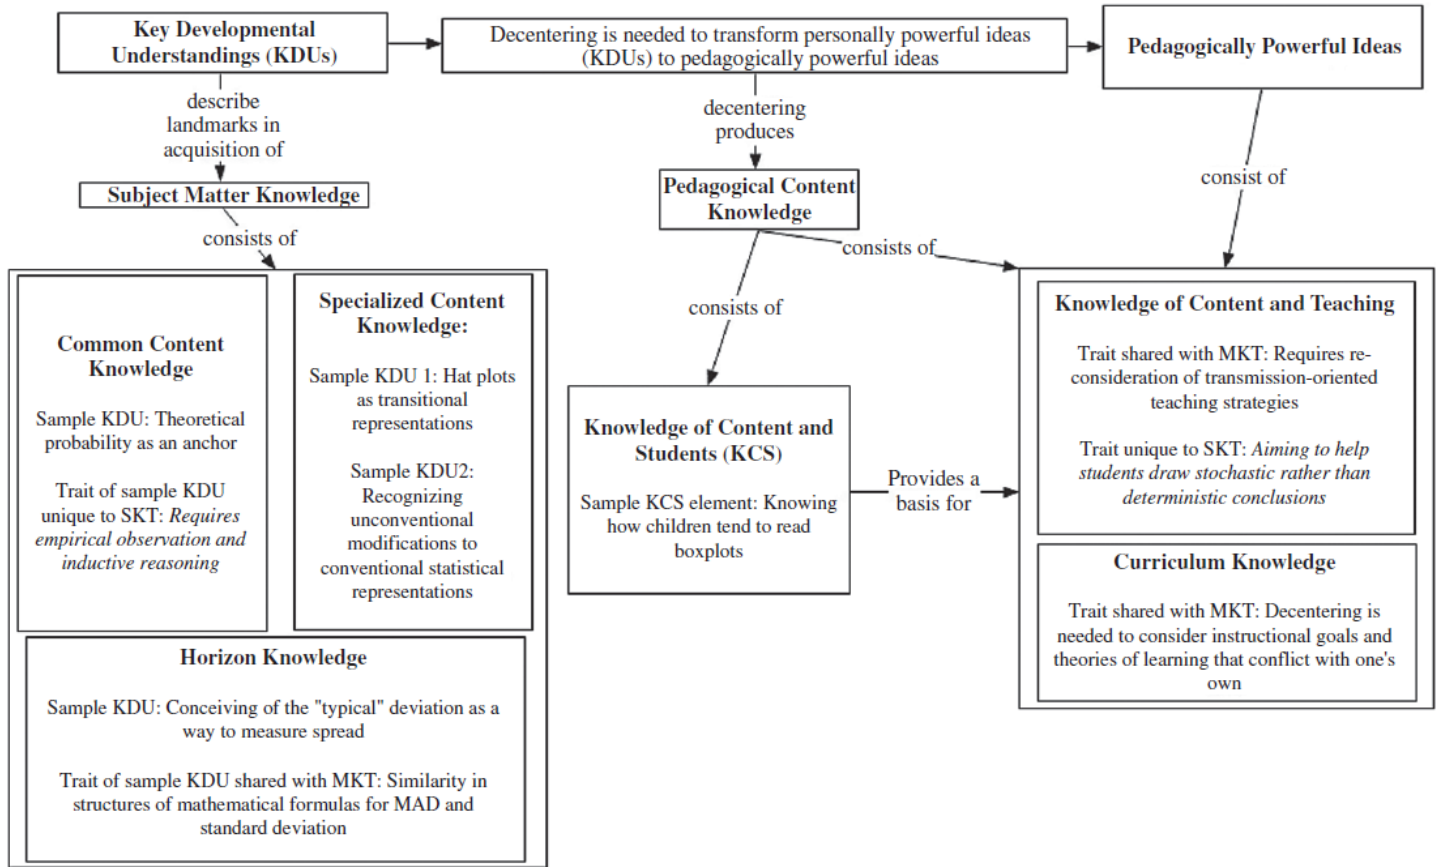 Key Developmental
Understandings (KDUs)
Decentering is needed to transform personally powerful ideas
(KDUs) to pedagogically powerful ideas
Pedagogically Powerful Ideas
describe
landmarks in
acquisition of
decentering
produces
consist of
Subject Matter Knowledge
Pedagogical Content
Knowledge
consists of
consists of
consists of
Common Content
Knowledge
Sample KDU: Theoretical
probability as an anchor
Trait of sample KDU
unique to SKT: Requires
empirical observation and
inductive reasoning
Specialized Content
Knowledge:
Sample KDU 1: Hat plots
as transitional
representations
Sample KDU2:
Recognizing
unconventional
modifications to
conventional statistical
representations
Horizon Knowledge
Sample KDU: Conceiving of the "typical" deviation as a
way to measure spread
Trait of sample KDU shared with MKT: Similarity in
structures of mathematical formulas for MAD and
standard deviation
Knowledge of Content and
Students (KCS)
Sample KCS element: Knowing
how children tend to read
boxplots
Provides a
basis for
Knowledge of Content and Teaching
Trait shared with MKT: Requires re-
consideration of transmission-oriented
teaching strategies
Trait unique to SKT: Aiming to help
students draw stochastic rather than
deterministic conclusions
Curriculum Knowledge
Trait shared with MKT: Decentering is
needed to consider instructional goals and
theories of learning that conflict with one's
own